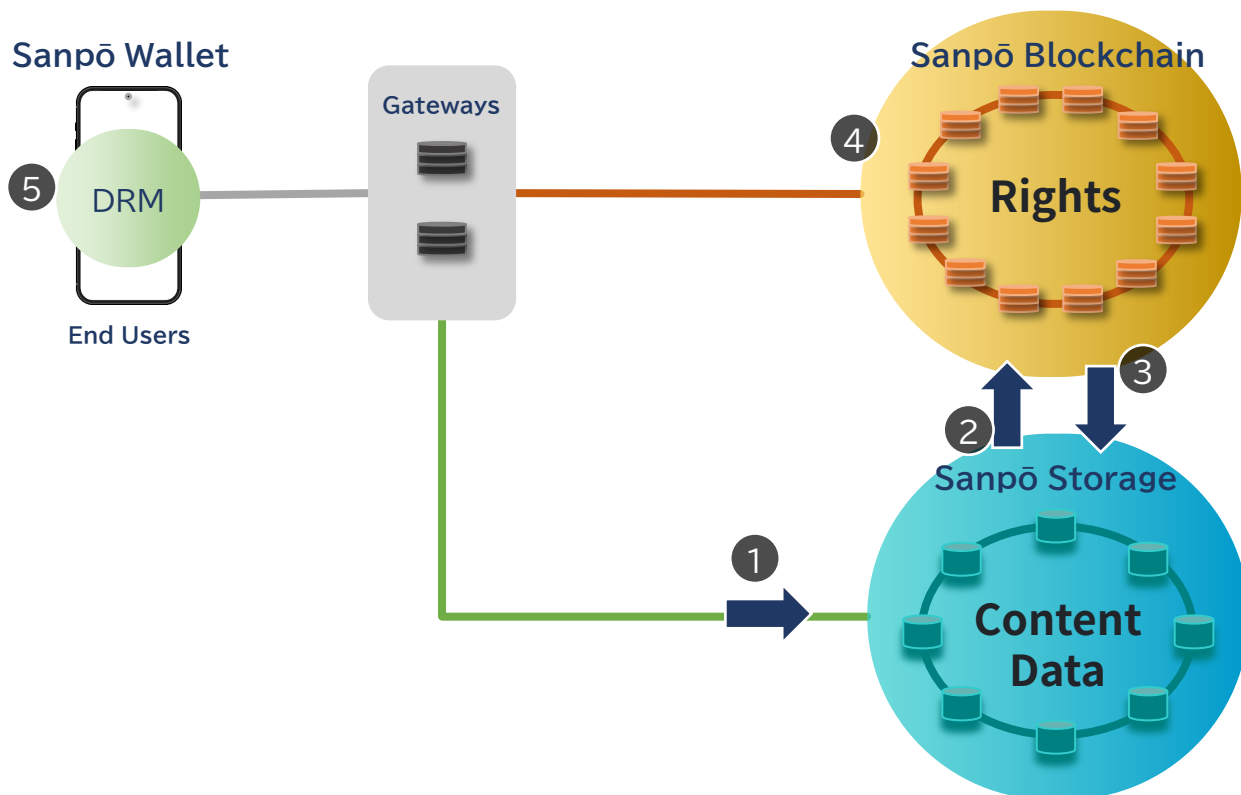 Sanpō Wallet
5
DRM
End Users
Gateways
Sanpō Blockchain
4
Rights
3
2
Sanpō Storage
1
Content
Data